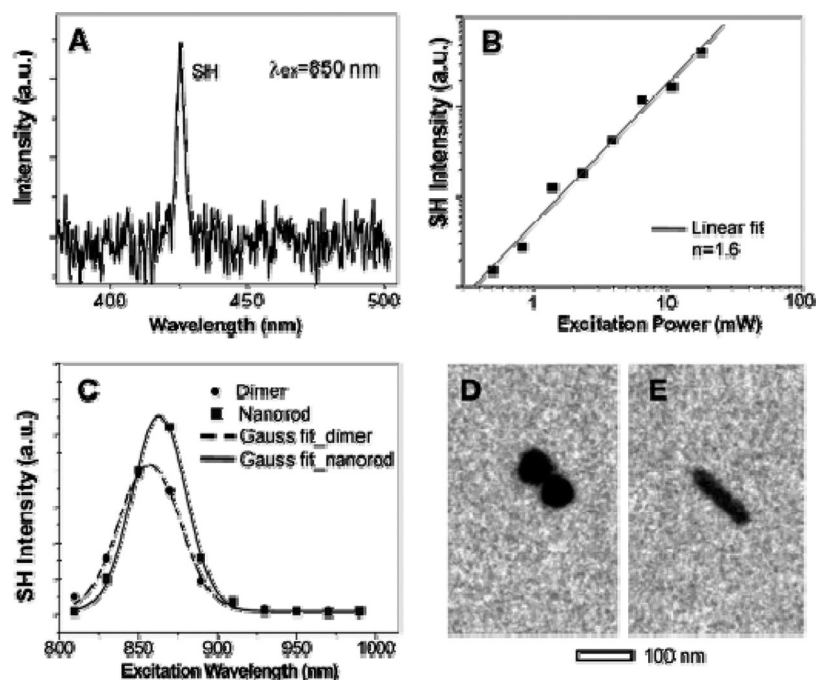 A
SH
λex=850 nm
Intensity (a.u.)
400
450
500
Wavelength (nm)
B
SH Intensity (a.u.)
Linear fit
n=1.6
1
10
100
Excitation Power (mW)
C
Dimer
Nanorod
Gauss fit_dimer
Gauss fit_nanorod
SH Intensity (a.u.)
800
850
900
950
1000
Excitation Wavelength (nm)
D
E
100 nm